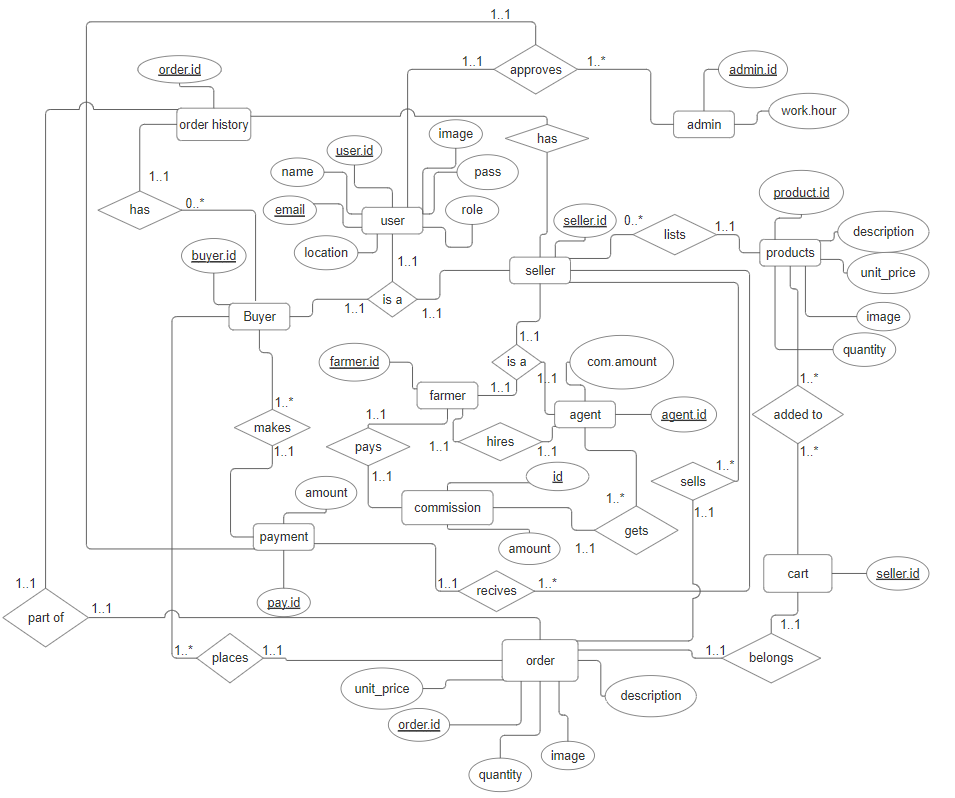 1..1
order.id
1..1
approves
1..*
admin.id
order history
admin
work.hour
image
has
user.id
name
pass
1..1
has
0..*
email
user
role
product.id
seller.id
0..*
lists
1..1
description
location
buyer.id
1..1
seller
products
unit_price
is a
1..1
1..1
Buyer
image
1..1
quantity
farmer.id
is a
com.amount
1..1
1..1
1..*
farmer
1..*
1..1
agent
agent.id
added to
makes
pays
1..1
hires
1..1
1..1
1..*
1..1
1..*
id
sells
amount
commission
1..*
1..1
payment
gets
amount
1..1
cart
seller.id
1..1
1..1
recives
1..*
pay.id
part of
1..1
1..1
1..*
places
1..1
order
1..1
belongs
unit_price
description
order.id
image
quantity